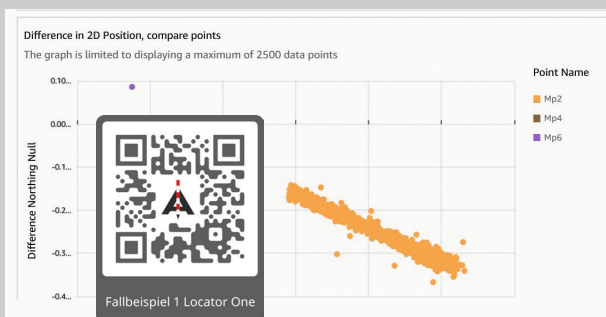 Difference in 2D Position, compare points
The graph is limited to displaying a maximum of 2500 data points
Point Name
Mp2
Mp4
Mp6
Difference Northing Null
0.10...
0.00...
-0.1...
-0.2...
-0.3...
-0.4...
Fallbeispiel 1 Locator One